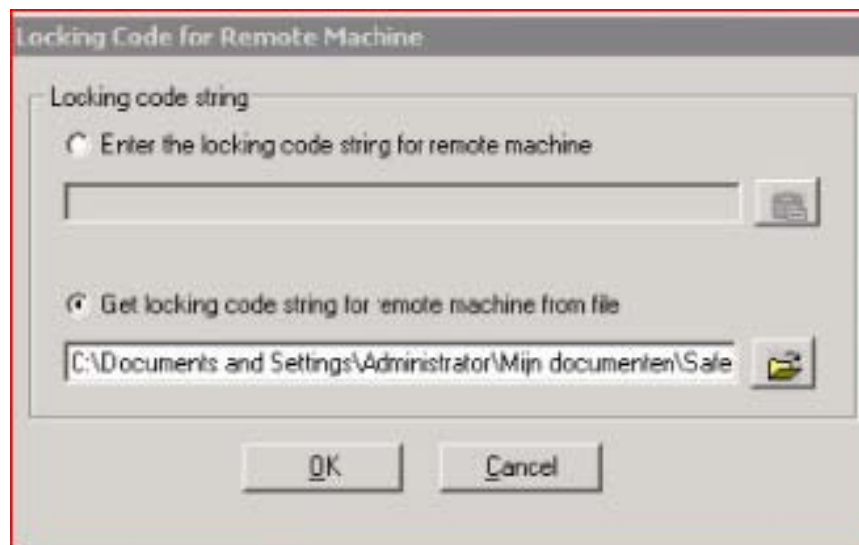 Locking Code for Remote Machine
Locking code string
Enter the locking code string for remote machine
Get locking code string for remote machine from file
C:\Documents and Settings\Administrator\Mijn documenten\Safe
OK
Cancel